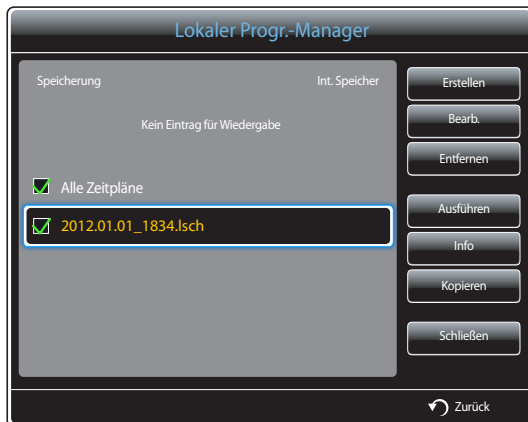 Lokaler Progr.-Manager
Speicherung Int. Speicher
Kein Eintrag für Wiedergabe
Alle Zeitpläne
2012.01.01_1834.lsch
Erstellen
Bearb.
Entfernen
Ausführen
Info
Kopieren
Schließen
Zurück